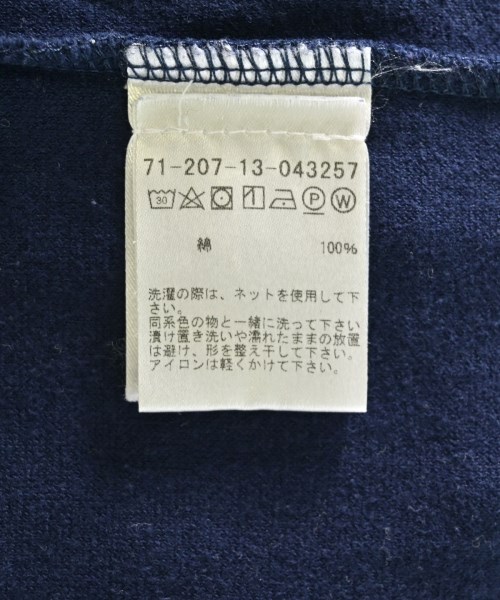 71-207-13-043257
30 P W
綿 100%
洗濯の際は、ネットを使用して下
さい。
同系色の物と一緒に洗って下さい
漬け置き洗いや濡れたままの放置
は避け、形を整え干して下さい。
アイロンは軽くかけて下さい。